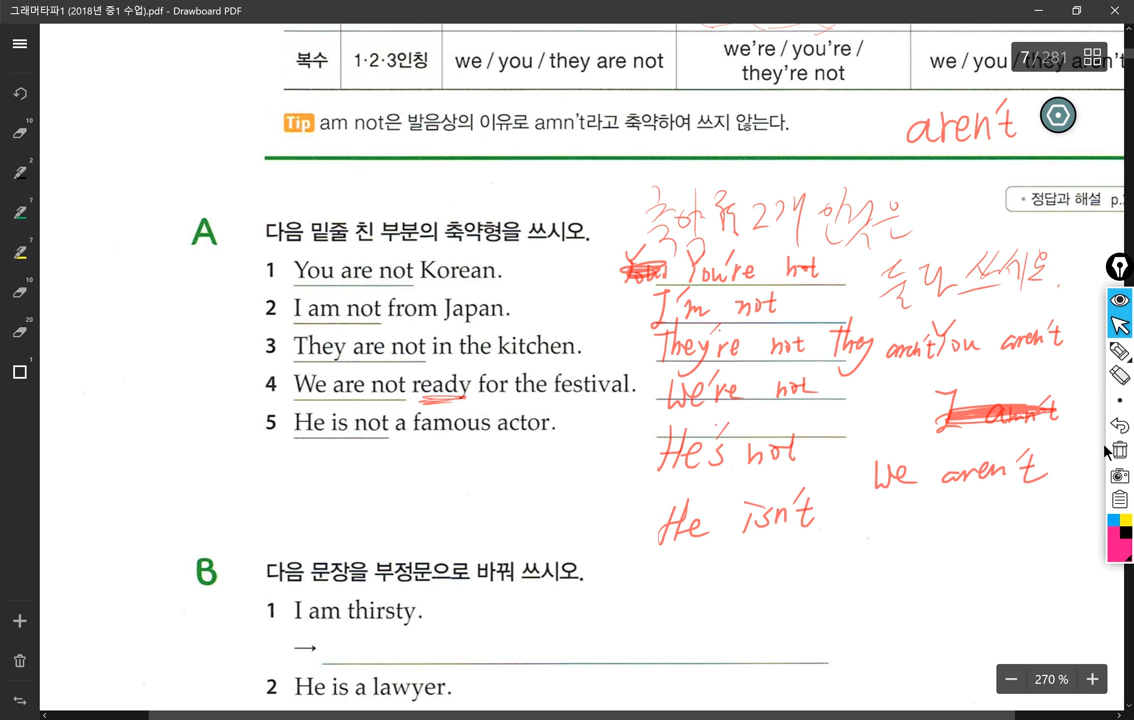 그래머타파1 (2018년 중1 수업).pdf - Drawboard PDF
복수 1·2·3인칭 we / you / they are not we're / you're / they're not we / you / they aren't
7 / 281
Tip am not은 발음상의 이유로 amn't라고 축약하여 쓰지 않는다.
aren't
정답과 해설 p.
2개 인 것은
둘 다 쓰시오.
A 다음 밑줄 친 부분의 축약형을 쓰시오.
1 You are not Korean. You're not
2 I am not from Japan. I'm not
3 They are not in the kitchen. They're not They aren't You aren't
4 We are not ready for the festival. We're not
I amn't
5 He is not a famous actor. He's not
We aren't
He isn't
B 다음 문장을 부정문으로 바꿔 쓰시오.
1 I am thirsty.
→
2 He is a lawyer.
270 %